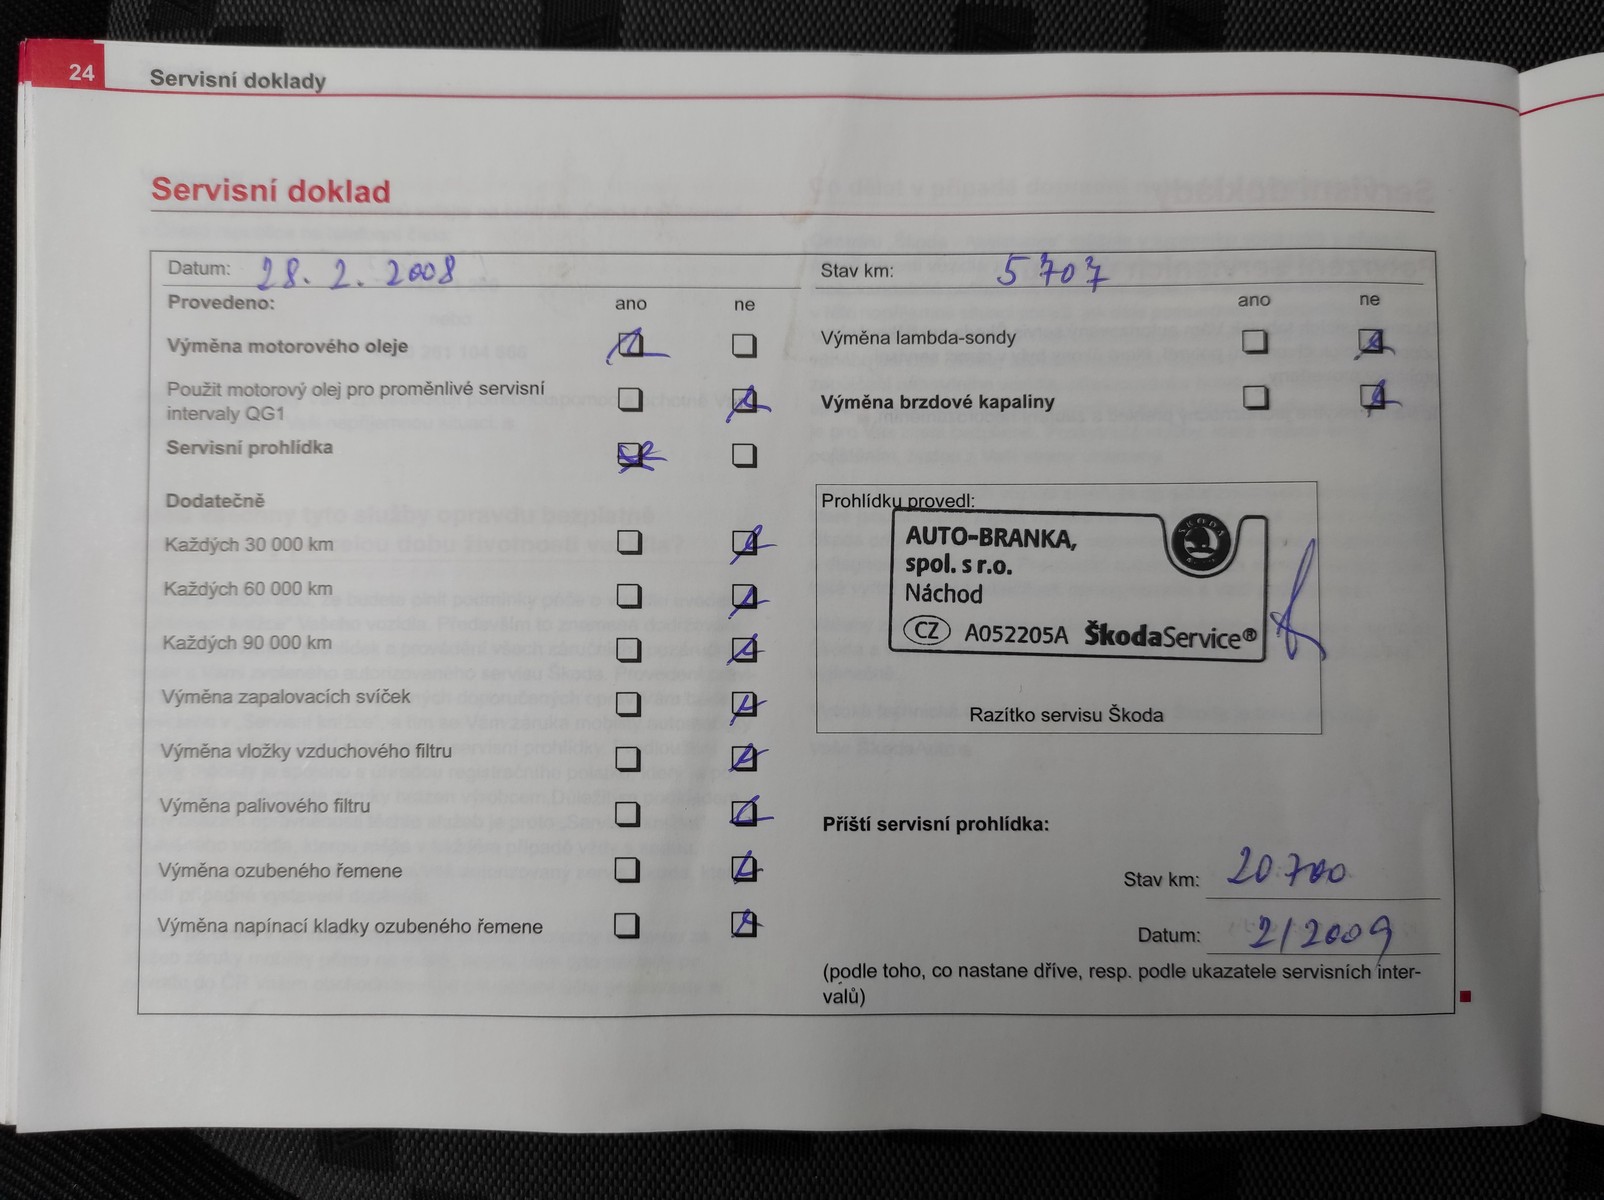 24
Servisní doklady
Servisní doklad
Datum: 28. 2. 2008
Provedeno: ano ne
Výměna motorového oleje
Použit motorový olej pro proměnlivé servisní
intervaly QG1
Servisní prohlídka
Dodatečně
Každých 30 000 km
Každých 60 000 km
Každých 90 000 km
Výměna zapalovacích svíček
Výměna vložky vzduchového filtru
Výměna palivového filtru
Výměna ozubeného řemene
Výměna napínací kladky ozubeného řemene
Stav km: 5707
ano ne
Výměna lambda-sondy
Výměna brzdové kapaliny
Prohlídku provedl:
AUTO-BRANKA,
spol. s r.o.
Náchod
CZ A052205A ŠkodaService®
ŠKODA
Razítko servisu Škoda
Příští servisní prohlídka:
Stav km: 20.700
Datum: 2/2009
(podle toho, co nastane dříve, resp. podle ukazatele servisních inter-
valů)